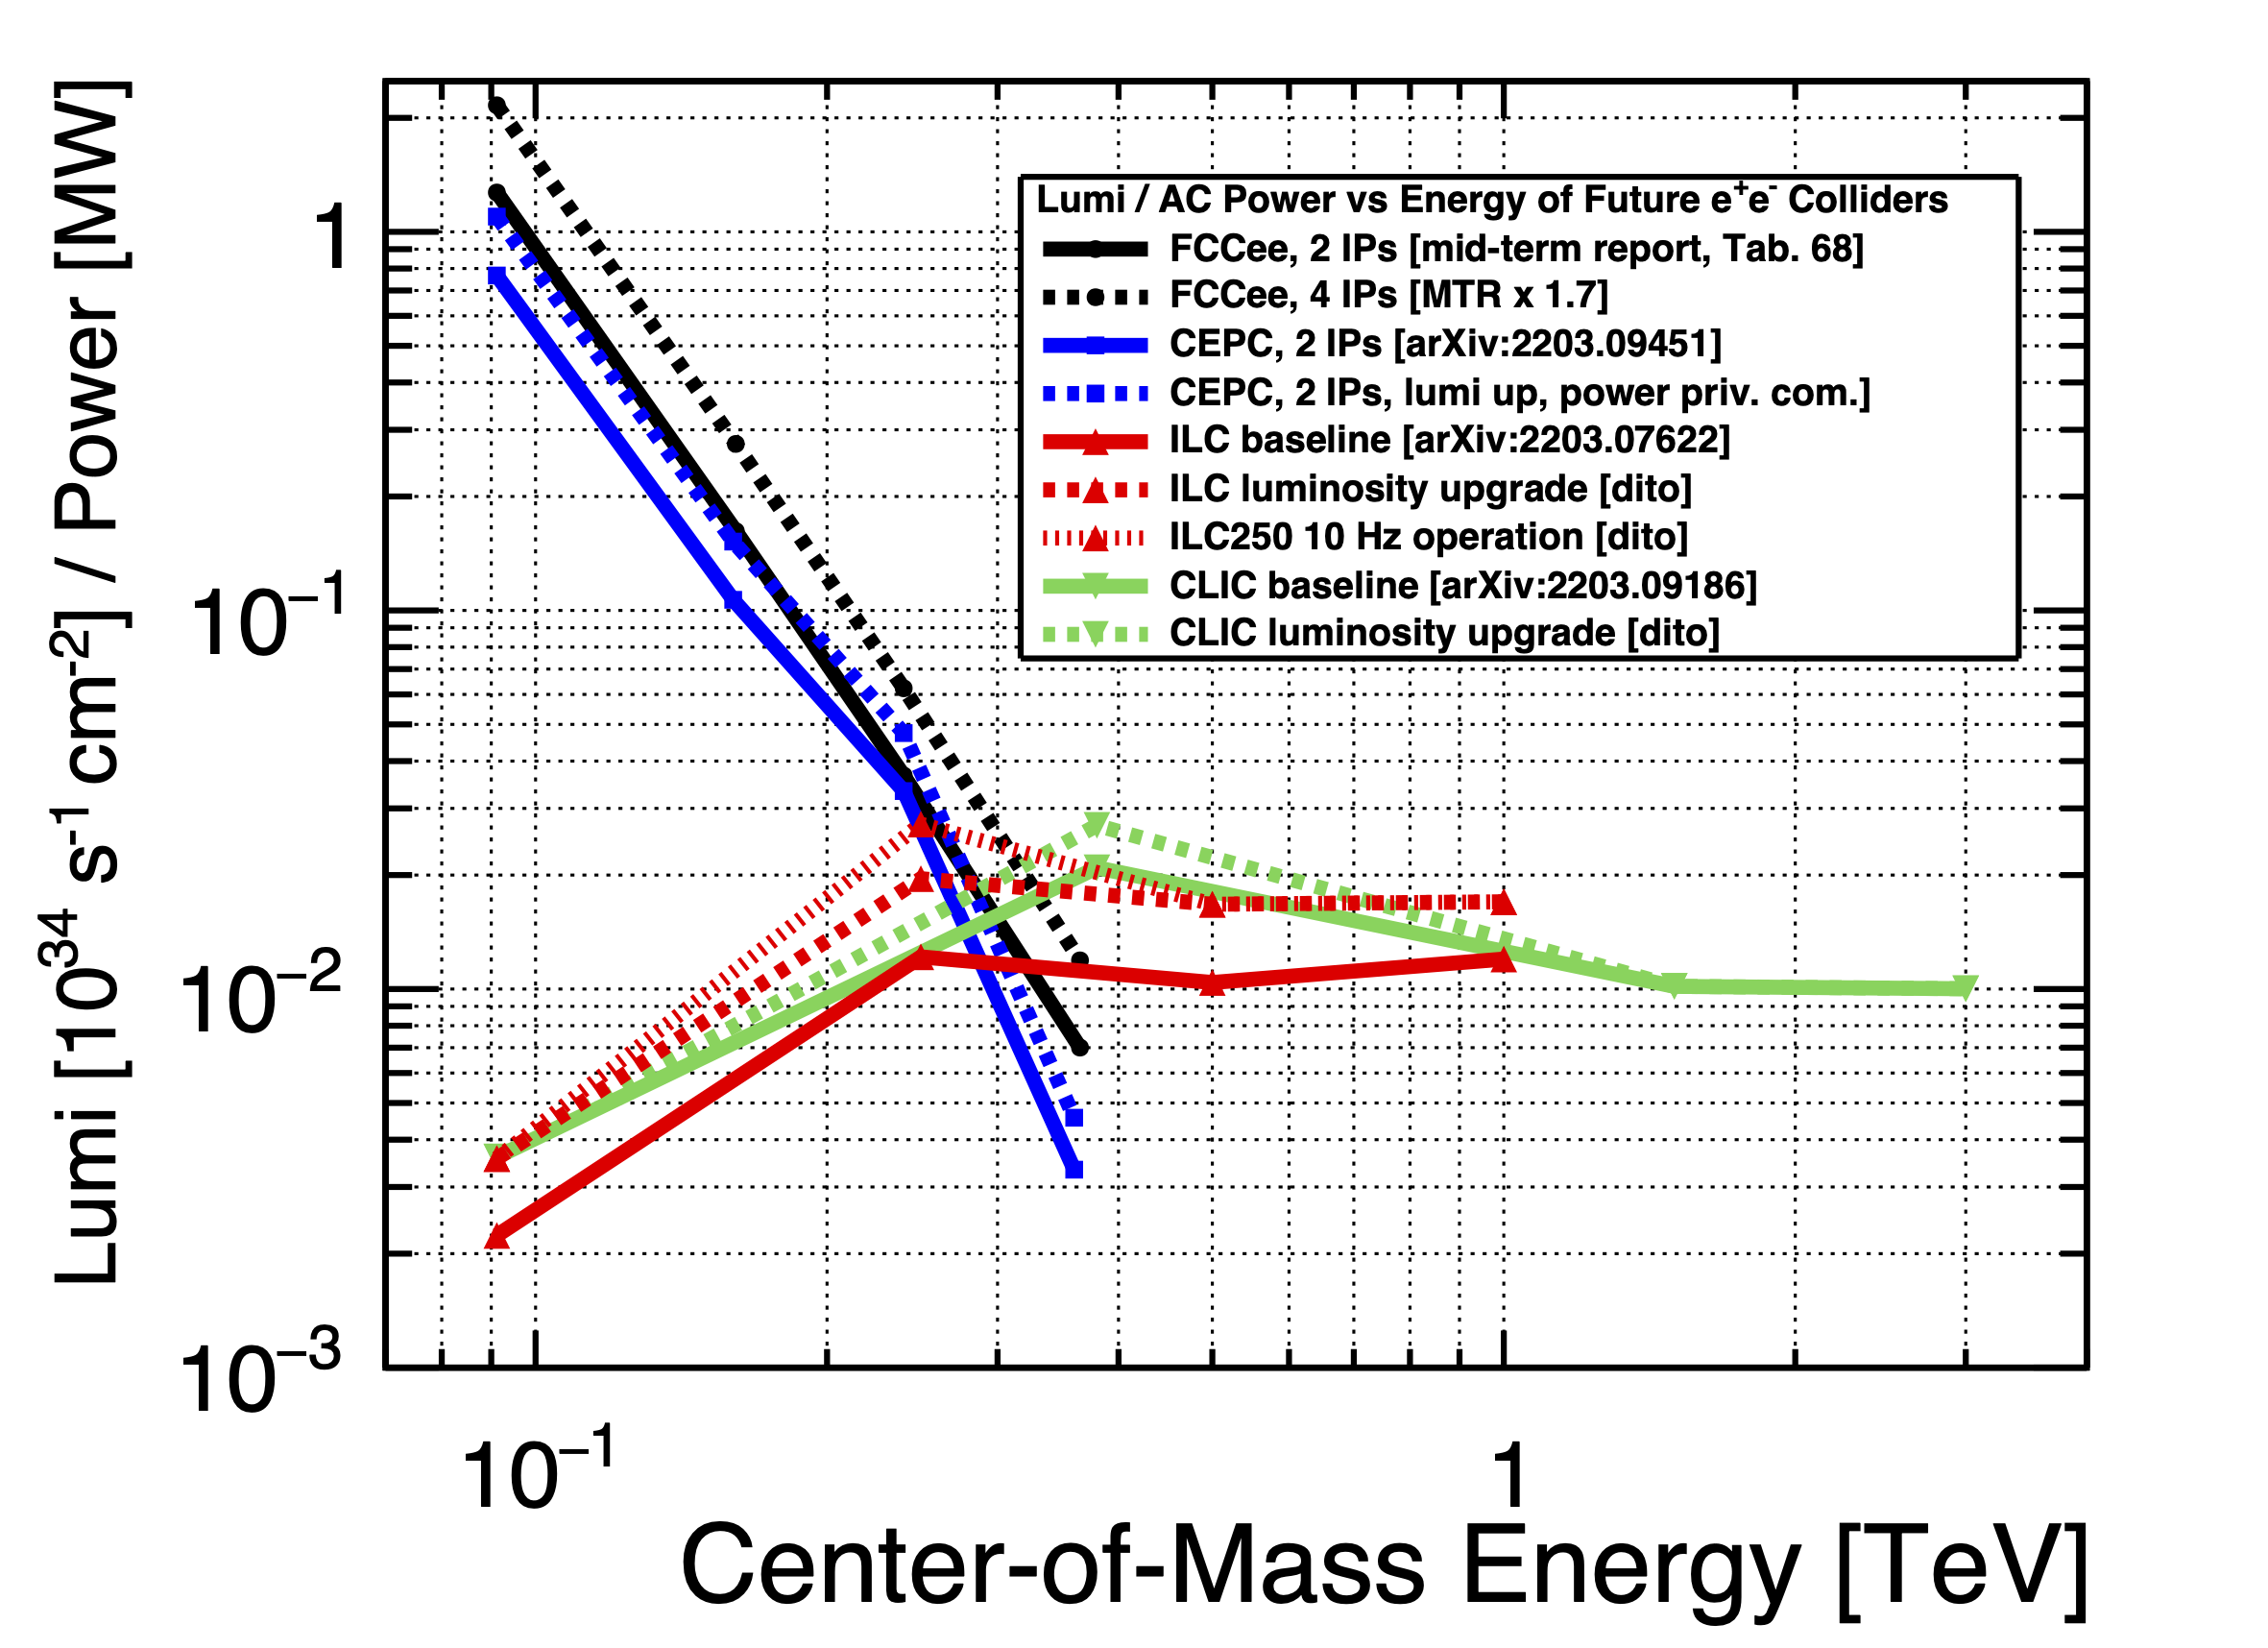 Lumi [10³⁴ s⁻¹ cm⁻²] / Power [MW]
1
10⁻¹
10⁻²
10⁻³
Lumi / AC Power vs Energy of Future e⁺e⁻ Colliders
FCCee, 2 IPs [mid-term report, Tab. 68]
FCCee, 4 IPs [MTR x 1.7]
CEPC, 2 IPs [arXiv:2203.09451]
CEPC, 2 IPs, lumi up, power priv. com.]
ILC baseline [arXiv:2203.07622]
ILC luminosity upgrade [dito]
ILC250 10 Hz operation [dito]
CLIC baseline [arXiv:2203.09186]
CLIC luminosity upgrade [dito]
10⁻¹ 1
Center-of-Mass Energy [TeV]